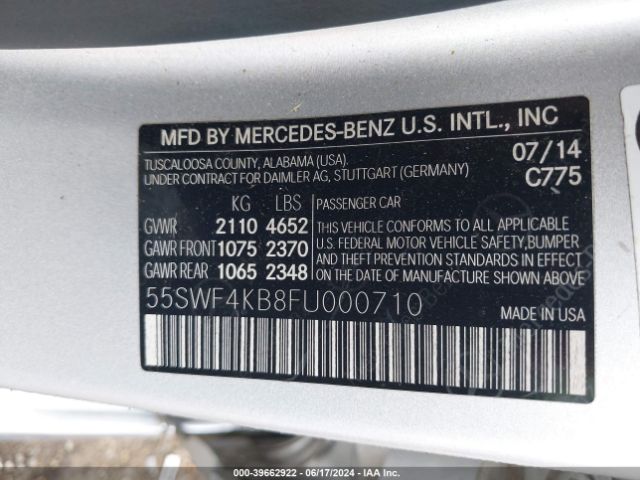 MFD BY MERCEDES-BENZ U.S. INTL., INC
TUSCALOOSA COUNTY, ALABAMA (USA). 07/14
UNDER CONTRACT FOR DAIMLER AG, STUTTGART (GERMANY) C775
KG LBS PASSENGER CAR
GVWR 2110 4652 THIS VEHICLE CONFORMS TO ALL APPLICABLE
GAWR FRONT 1075 2370 U.S. FEDERAL MOTOR VEHICLE SAFETY, BUMPER
GAWR REAR 1065 2348 AND THEFT PREVENTION STANDARDS IN EFFECT
ON THE DATE OF MANUFACTURE SHOWN ABOVE.
55SWF4KB8FU000710 MADE IN USA
000-39662922 - 06/17/2024 - IAA Inc.